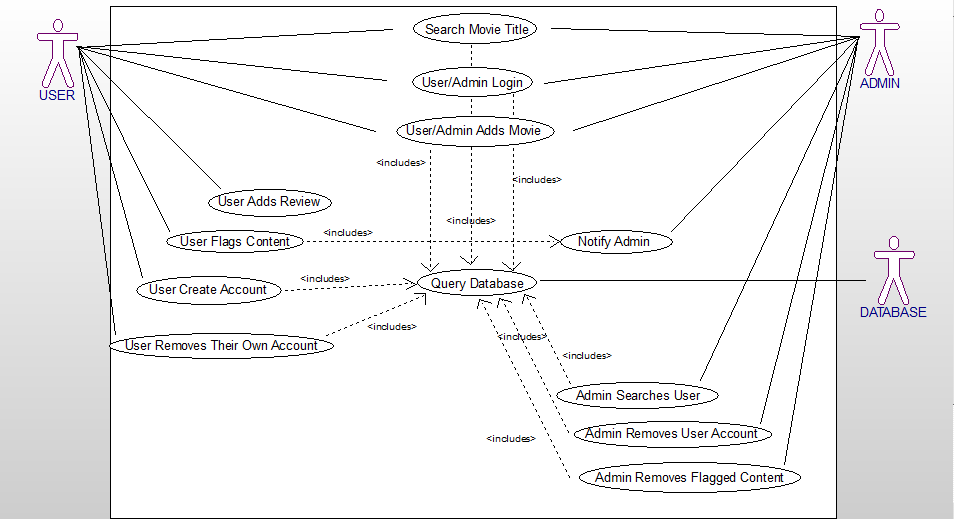 Search Movie Title
USER
ADMIN
User/Admin Login
User/Admin Adds Movie
<includes>
<includes>
User Adds Review
<includes>
User Flags Content
<includes>
Notify Admin
User Create Account
<includes>
Query Database
DATABASE
User Removes Their Own Account
<includes>
<includes>
<includes>
Admin Searches User
Admin Removes User Account
<includes>
Admin Removes Flagged Content